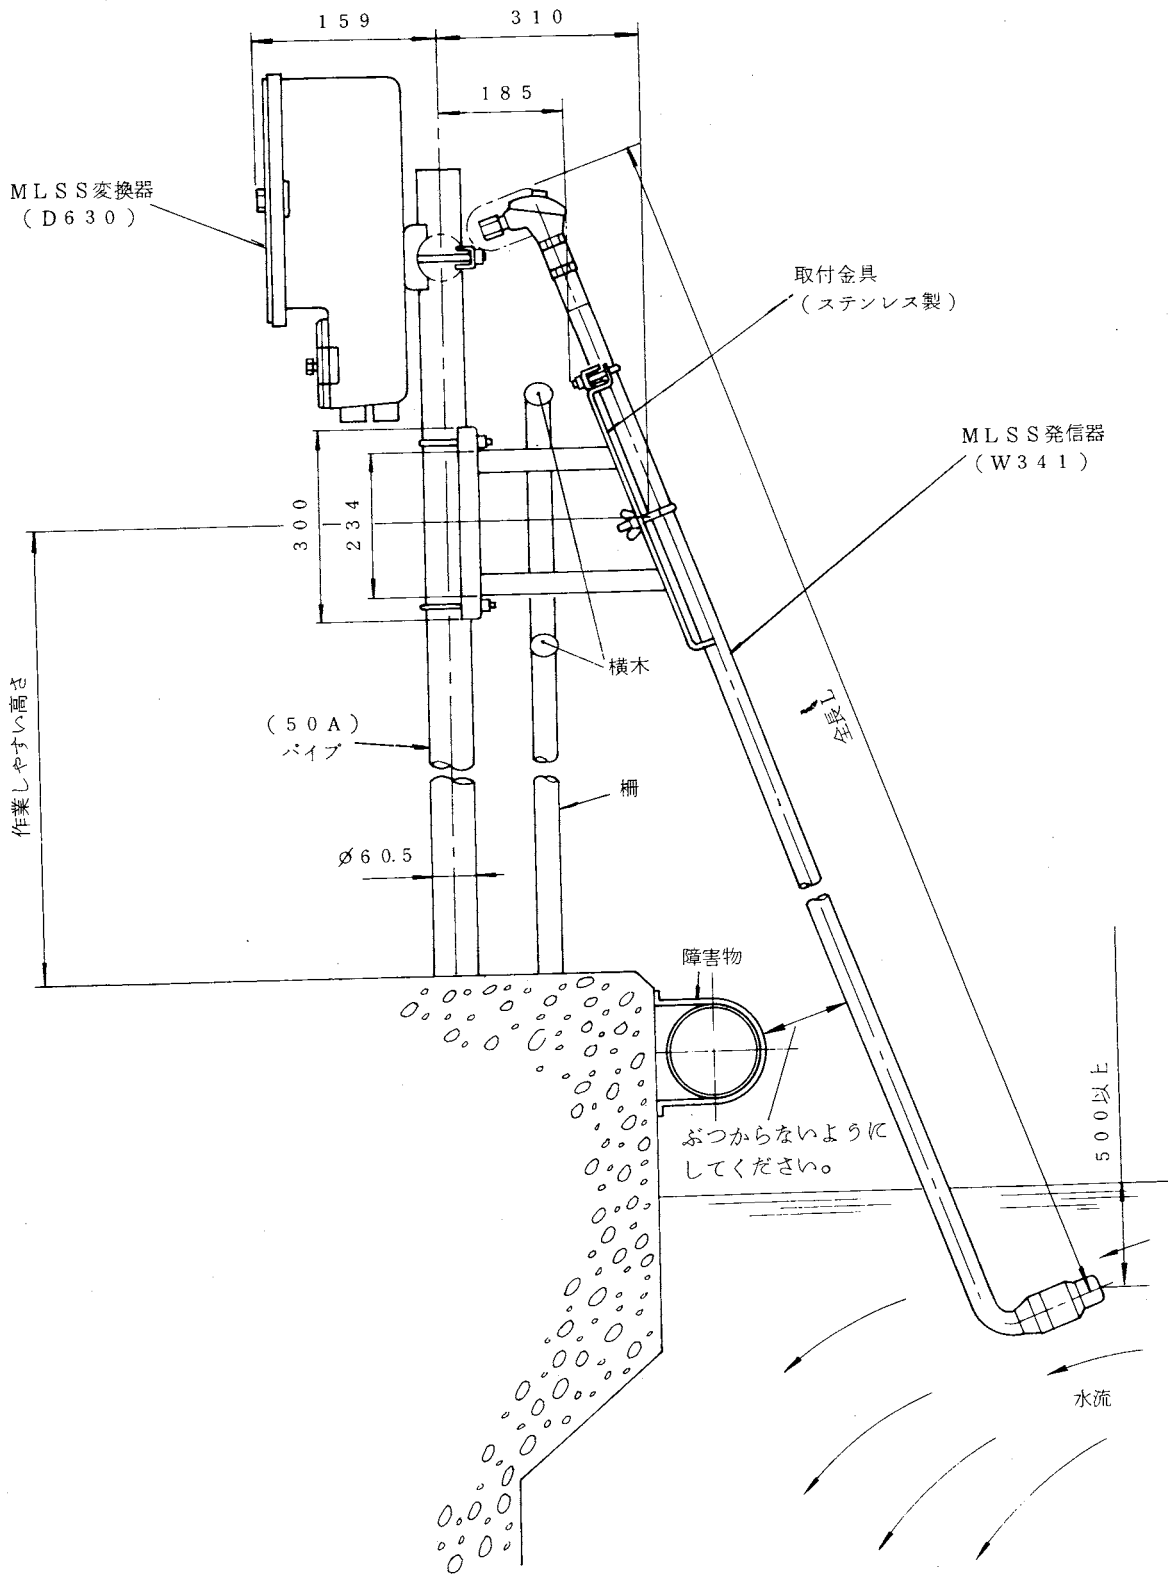 159
310
185
MLSS変換器
(D630)
取付金具
(ステンレス製)
MLSS発信器
(W341)
300
234
横木
作業しやすい高さ
(50A)
パイプ
全長L
柵
ø60.5
障害物
ぶつからないように
してください。
500以上
水流